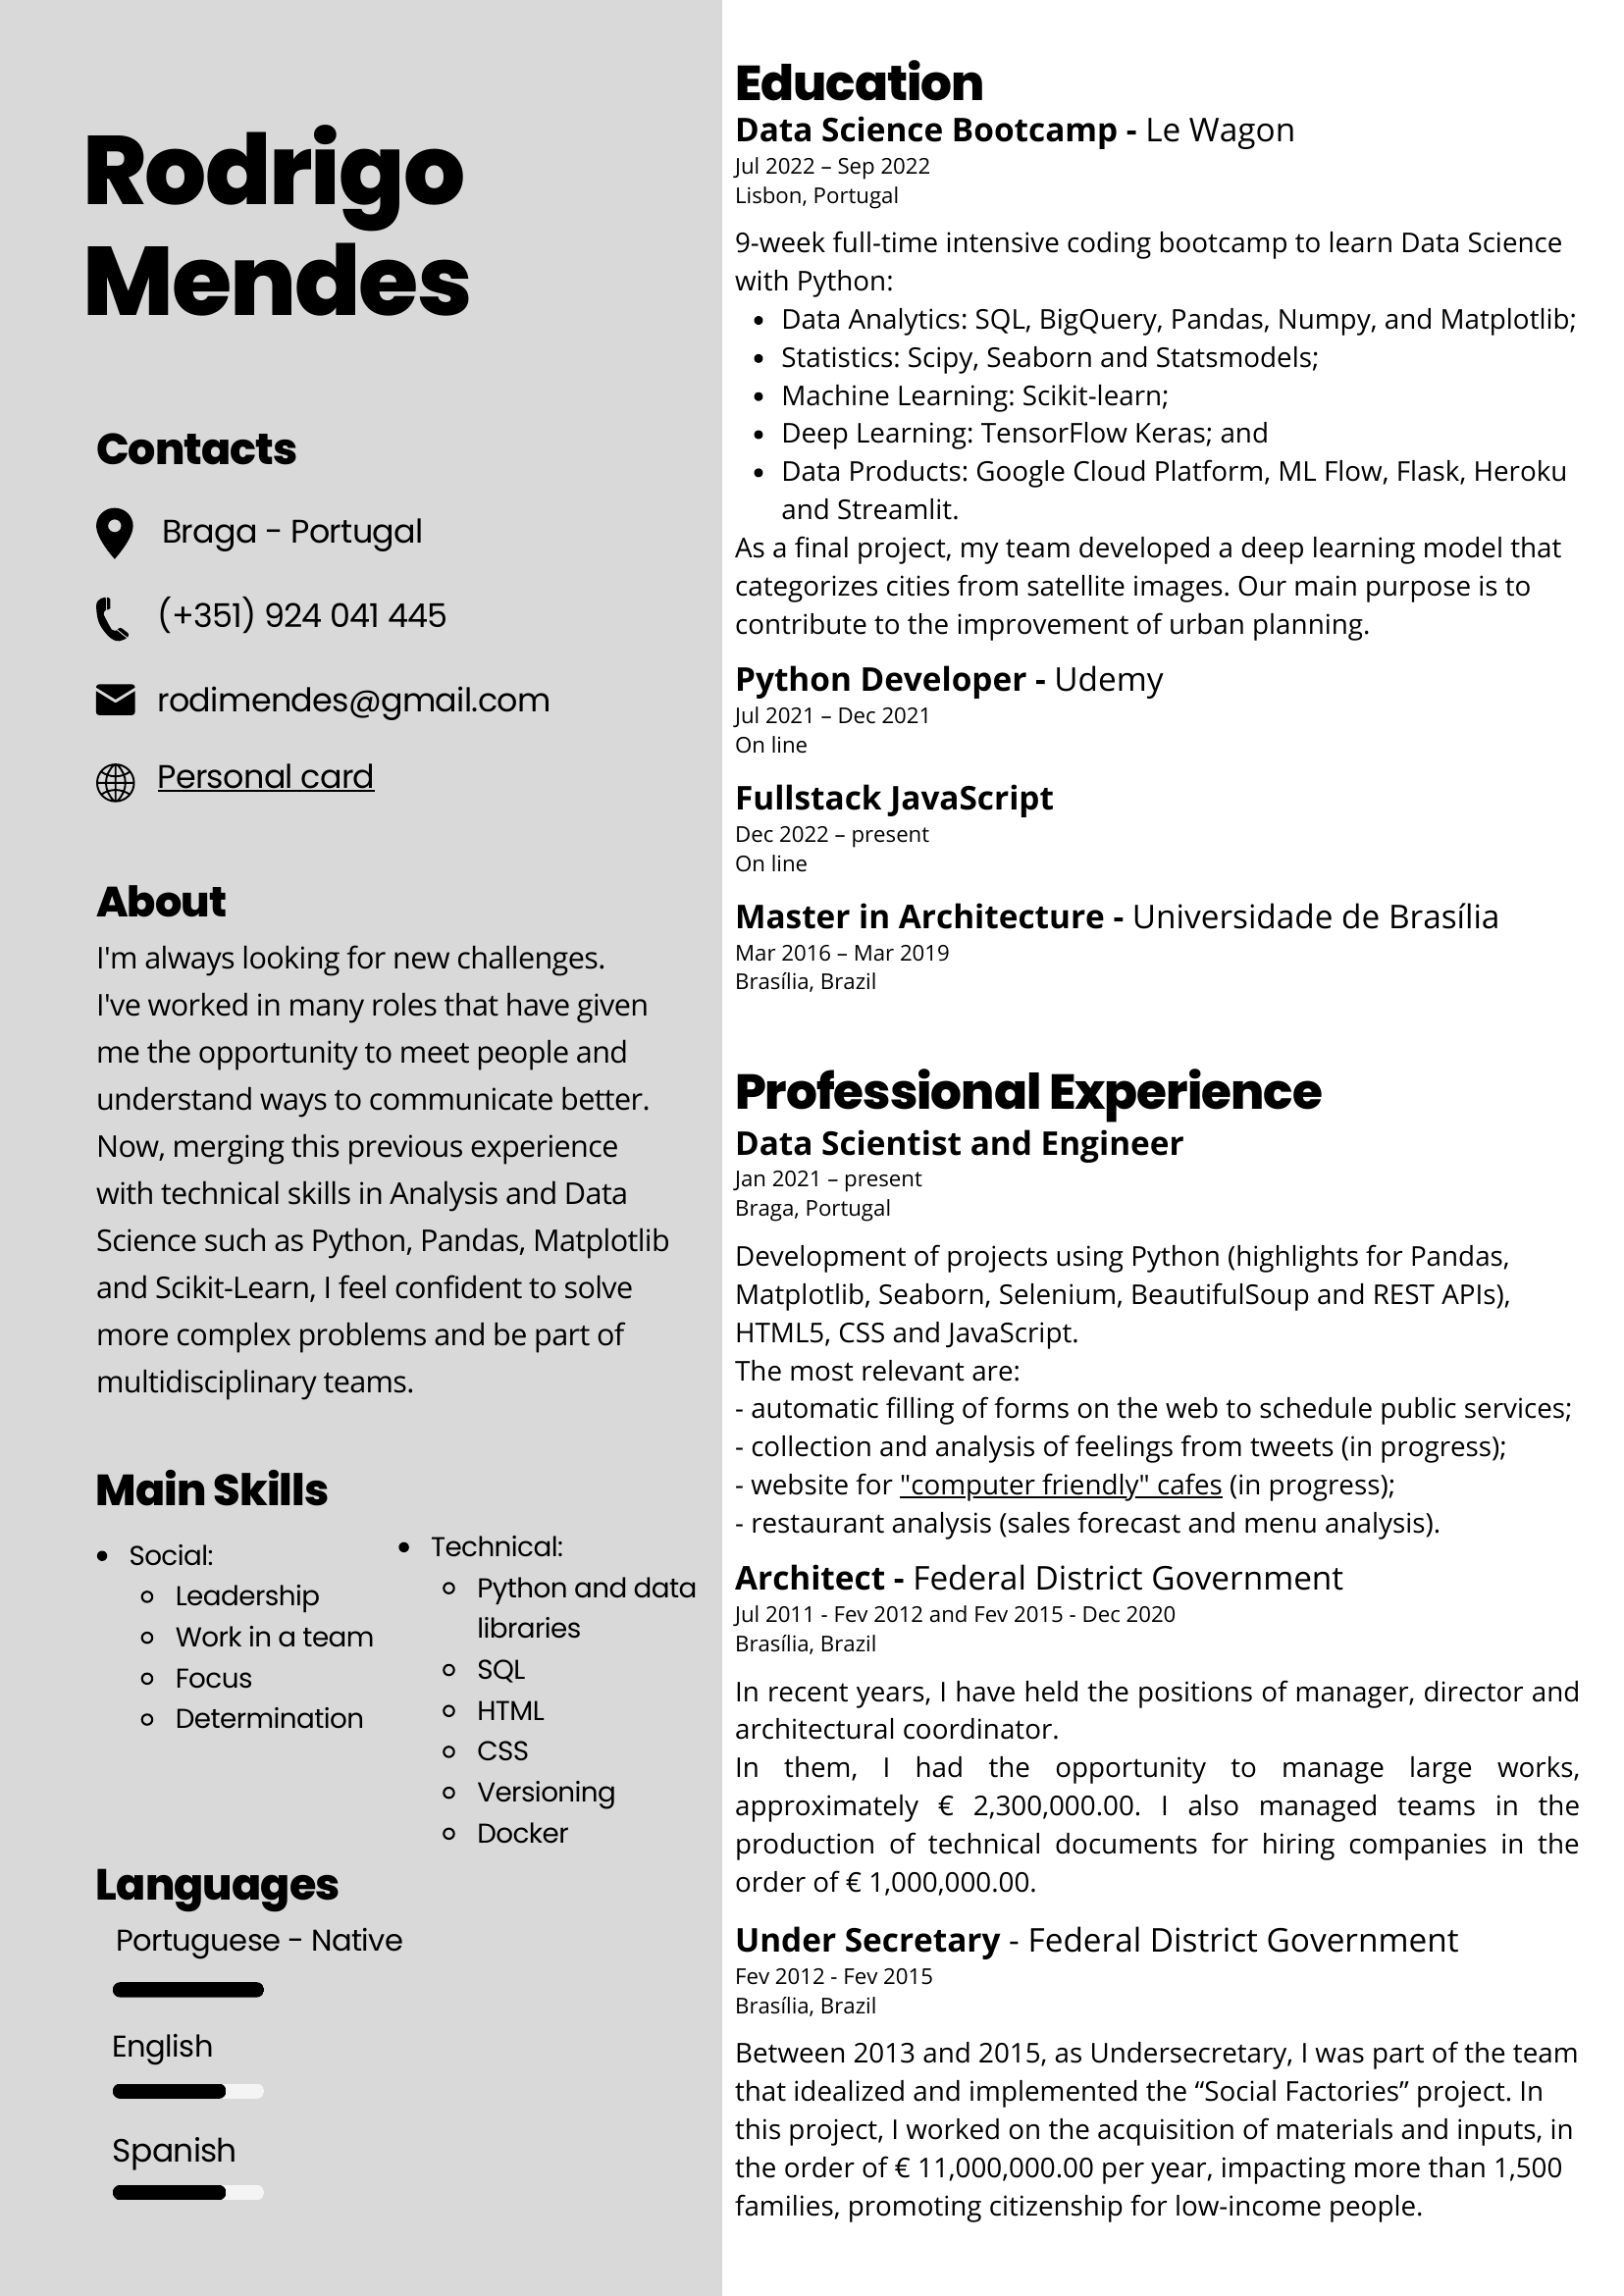 Rodrigo
Mendes
Contacts
Braga - Portugal
(+351) 924 041 445
rodimendes@gmail.com
Personal card
About
I'm always looking for new challenges.
I've worked in many roles that have given
me the opportunity to meet people and
understand ways to communicate better.
Now, merging this previous experience
with technical skills in Analysis and Data
Science such as Python, Pandas, Matplotlib
and Scikit-Learn, I feel confident to solve
more complex problems and be part of
multidisciplinary teams.
Main Skills
• Social:
◦ Leadership
◦ Work in a team
◦ Focus
◦ Determination
• Technical:
◦ Python and data
libraries
◦ SQL
◦ HTML
◦ CSS
◦ Versioning
◦ Docker
Languages
Portuguese - Native
English
Spanish
Education
Data Science Bootcamp - Le Wagon
Jul 2022 – Sep 2022
Lisbon, Portugal
9-week full-time intensive coding bootcamp to learn Data Science
with Python:
• Data Analytics: SQL, BigQuery, Pandas, Numpy, and Matplotlib;
• Statistics: Scipy, Seaborn and Statsmodels;
• Machine Learning: Scikit-learn;
• Deep Learning: TensorFlow Keras; and
• Data Products: Google Cloud Platform, ML Flow, Flask, Heroku
and Streamlit.
As a final project, my team developed a deep learning model that
categorizes cities from satellite images. Our main purpose is to
contribute to the improvement of urban planning.
Python Developer - Udemy
Jul 2021 – Dec 2021
On line
Fullstack JavaScript
Dec 2022 – present
On line
Master in Architecture - Universidade de Brasília
Mar 2016 – Mar 2019
Brasília, Brazil
Professional Experience
Data Scientist and Engineer
Jan 2021 – present
Braga, Portugal
Development of projects using Python (highlights for Pandas,
Matplotlib, Seaborn, Selenium, BeautifulSoup and REST APIs),
HTML5, CSS and JavaScript.
The most relevant are:
- automatic filling of forms on the web to schedule public services;
- collection and analysis of feelings from tweets (in progress);
- website for "computer friendly" cafes (in progress);
- restaurant analysis (sales forecast and menu analysis).
Architect - Federal District Government
Jul 2011 - Fev 2012 and Fev 2015 - Dec 2020
Brasília, Brazil
In recent years, I have held the positions of manager, director and
architectural coordinator.
In them, I had the opportunity to manage large works,
approximately € 2,300,000.00. I also managed teams in the
production of technical documents for hiring companies in the
order of € 1,000,000.00.
Under Secretary - Federal District Government
Fev 2012 - Fev 2015
Brasília, Brazil
Between 2013 and 2015, as Undersecretary, I was part of the team
that idealized and implemented the “Social Factories” project. In
this project, I worked on the acquisition of materials and inputs, in
the order of € 11,000,000.00 per year, impacting more than 1,500
families, promoting citizenship for low-income people.